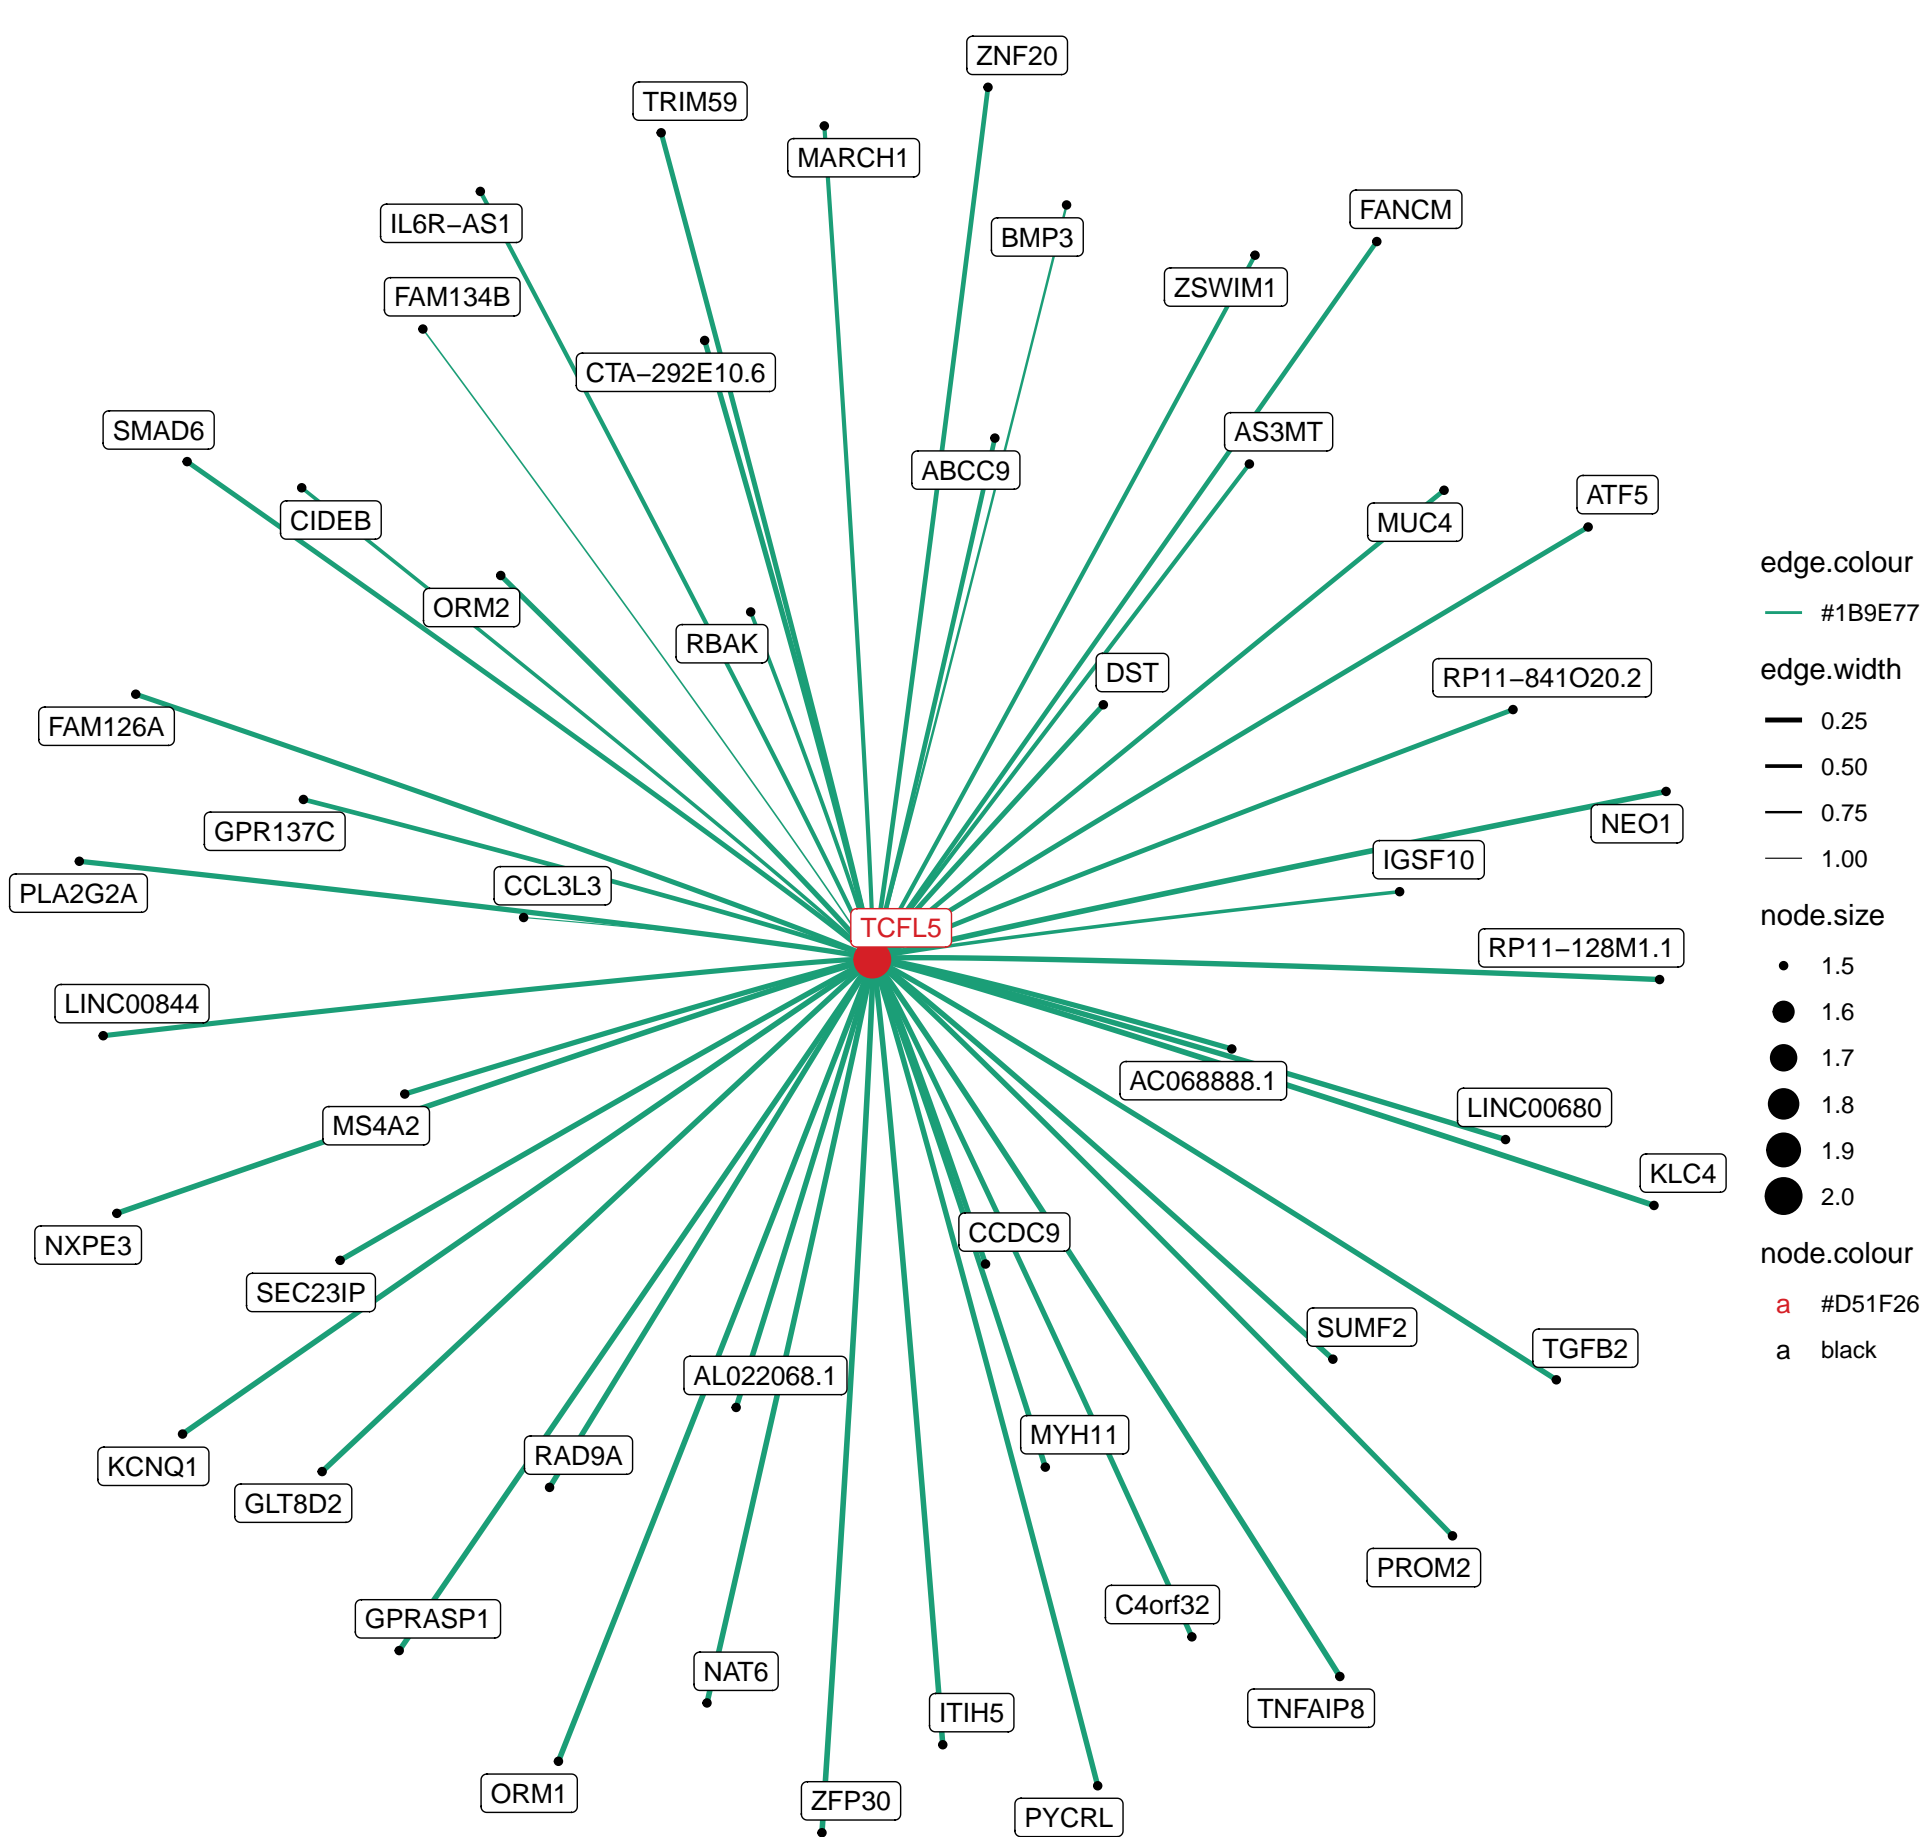 ZNF20
TRIM59
MARCH1
FANCM
IL6R−AS1
BMP3
ZSWIM1
FAM134B
CTA−292E10.6
SMAD6
AS3MT
ABCC9
ATF5
CIDEB
MUC4
ORM2
RBAK
DST
RP11−841O20.2
FAM126A
GPR137C
NEO1
IGSF10
CCL3L3
PLA2G2A
TCFL5
RP11−128M1.1
LINC00844
AC068888.1
LINC00680
MS4A2
KLC4
CCDC9
NXPE3
SEC23IP
SUMF2
TGFB2
AL022068.1
MYH11
RAD9A
KCNQ1
GLT8D2
PROM2
C4orf32
GPRASP1
NAT6
TNFAIP8
ITIH5
ORM1
ZFP30
PYCRL
edge.colour
#1B9E77
edge.width
0.25
0.50
0.75
1.00
node.size
1.5
1.6
1.7
1.8
1.9
2.0
node.colour
a #D51F26
a black